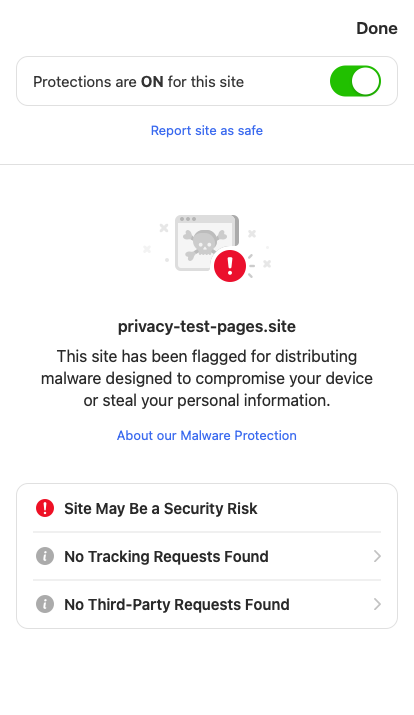 Done
Protections are ON for this site
Report site as safe
privacy-test-pages.site
This site has been flagged for distributing
malware designed to compromise your device
or steal your personal information.
About our Malware Protection
Site May Be a Security Risk
No Tracking Requests Found
No Third-Party Requests Found